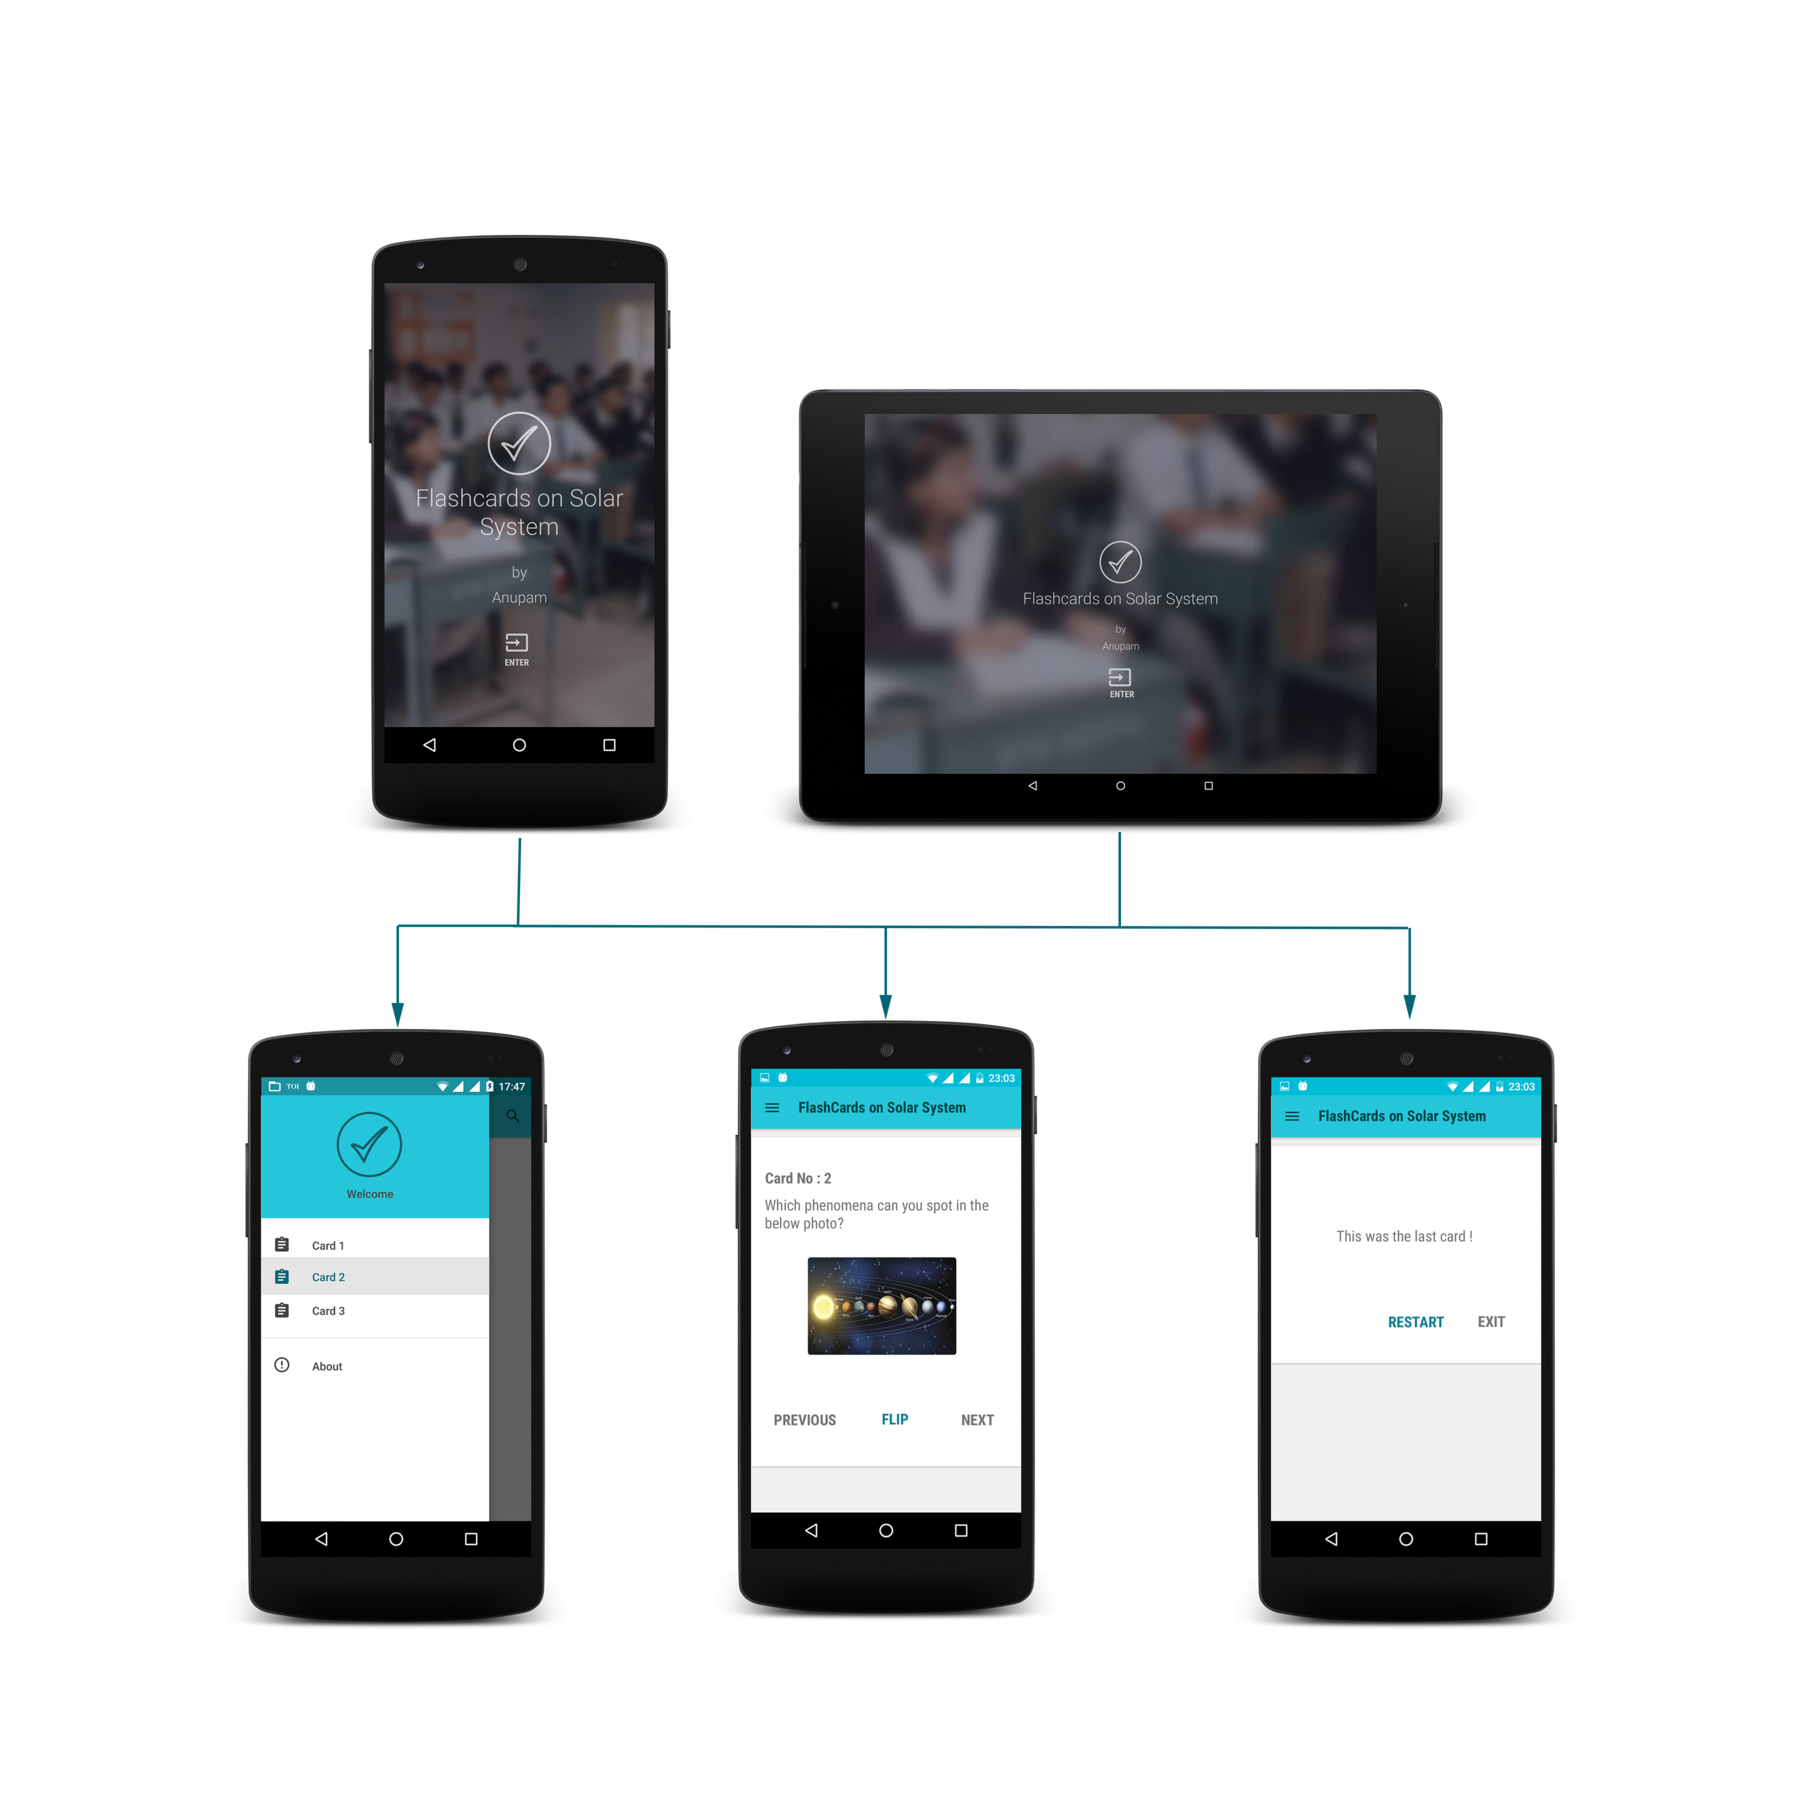 Flashcards on Solar
System
by
Anupam
ENTER
Flashcards on Solar System
by
Anupam
ENTER
TOI 17:47
Welcome
Card 1
Card 2
Card 3
About
23:03
FlashCards on Solar System
Card No : 2
Which phenomena can you spot in the
below photo?
PREVIOUS FLIP NEXT
23:03
FlashCards on Solar System
This was the last card !
RESTART EXIT